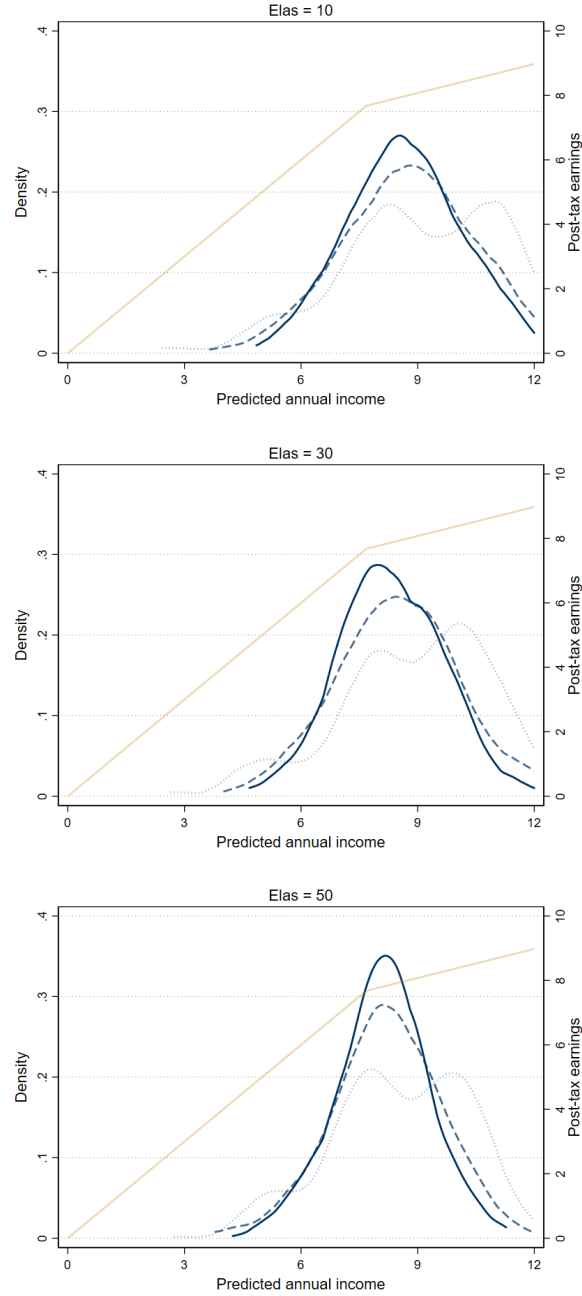 Elas = 10
Density
0 .1 .2 .3 .4
0 2 4 6 8 10
Post-tax earnings
0 3 6 9 12
Predicted annual income
Elas = 30
Density
0 .1 .2 .3 .4
0 2 4 6 8 10
Post-tax earnings
0 3 6 9 12
Predicted annual income
Elas = 50
Density
0 .1 .2 .3 .4
0 2 4 6 8 10
Post-tax earnings
0 3 6 9 12
Predicted annual income